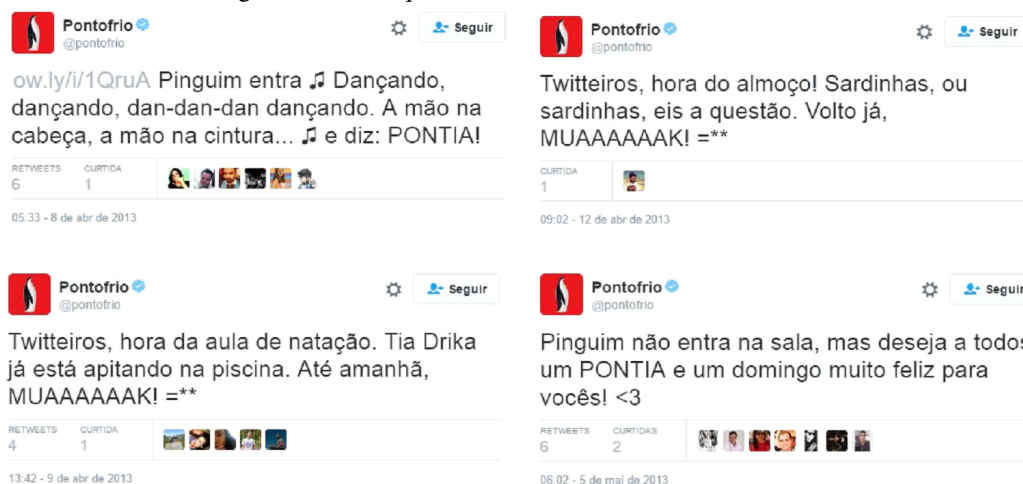 Pontofrio
@pontofrio
Seguir
ow.ly/i/1QruA Pinguim entra ♫ Dançando,
dançando, dan-dan-dan dançando. A mão na
cabeça, a mão na cintura... ♫ e diz: PONTIA!
RETWEETS CURTIDA
6 1
05:33 - 8 de abr de 2013
Pontofrio
@pontofrio
Seguir
Twitteiros, hora do almoço! Sardinhas, ou
sardinhas, eis a questão. Volto já,
MUAAAAAAK! =**
CURTIDA
1
09:02 - 12 de abr de 2013
Pontofrio
@pontofrio
Seguir
Twitteiros, hora da aula de natação. Tia Drika
já está apitando na piscina. Até amanhã,
MUAAAAAAK! =**
RETWEETS CURTIDA
4 1
13:42 - 9 de abr de 2013
Pontofrio
@pontofrio
Seguir
Pinguim não entra na sala, mas deseja a todos
um PONTIA e um domingo muito feliz para
vocês! <3
RETWEETS CURTIDAS
6 2
06:02 - 5 de mai de 2013